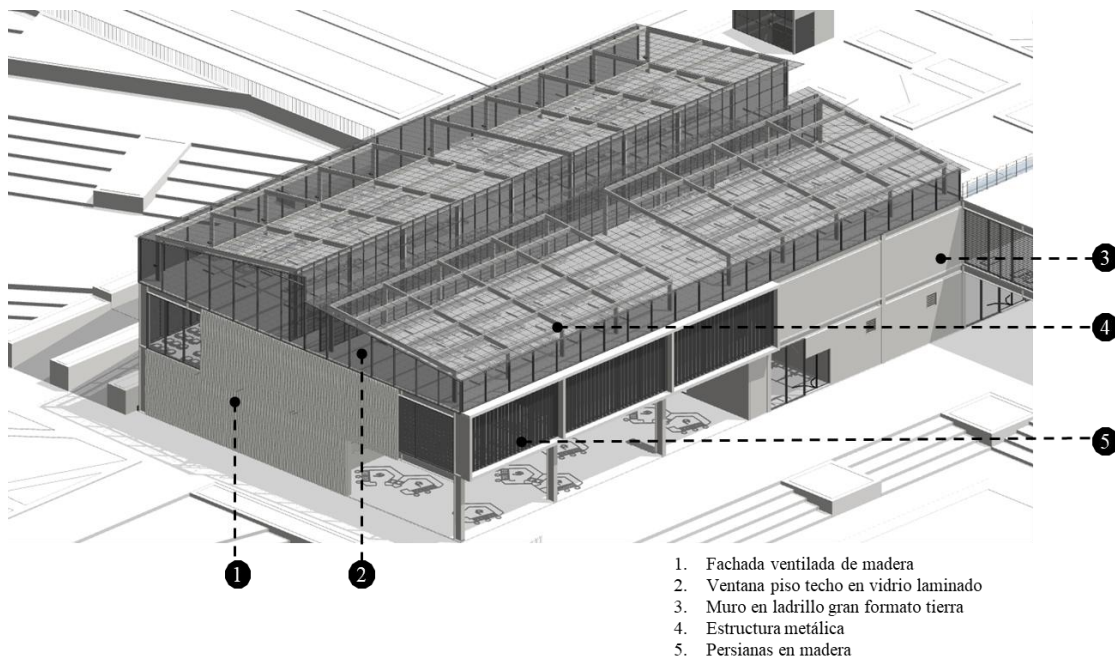 3
4
5
1
2
1. Fachada ventilada de madera
2. Ventana piso techo en vidrio laminado
3. Muro en ladrillo gran formato tierra
4. Estructura metálica
5. Persianas en madera